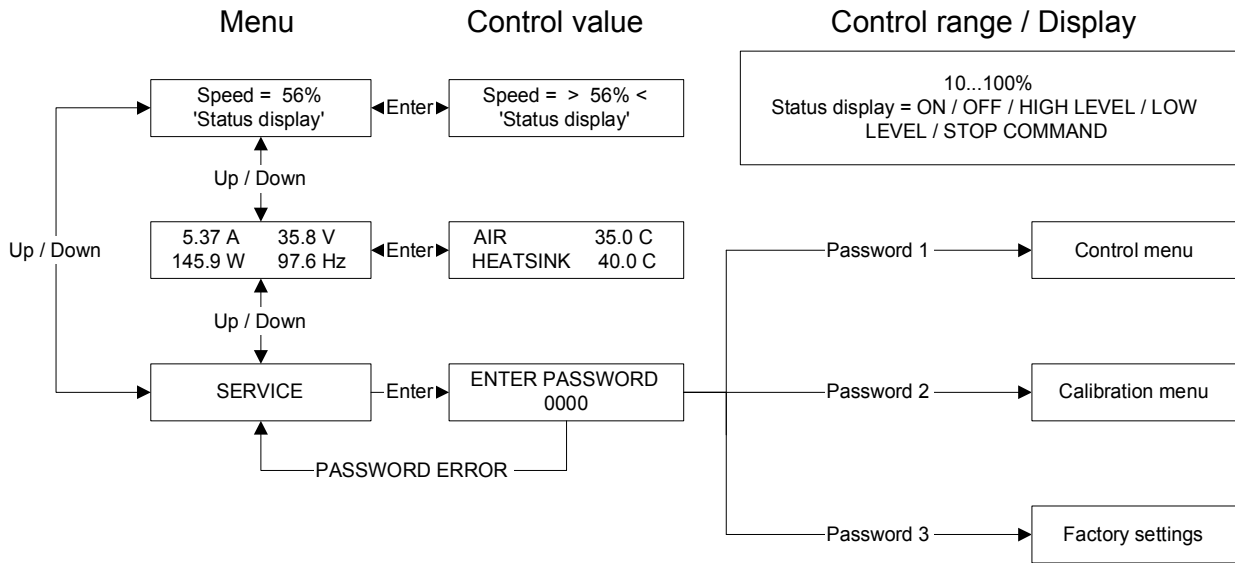 Menu
Control value
Control range / Display
Speed = 56%
'Status display'
Enter
Speed = > 56% <
'Status display'
10...100%
Status display = ON / OFF / HIGH LEVEL / LOW
LEVEL / STOP COMMAND
Up / Down
Up / Down
5.37 A 35.8 V
145.9 W 97.6 Hz
Enter
AIR 35.0 C
HEATSINK 40.0 C
Password 1
Control menu
Up / Down
SERVICE
Enter
ENTER PASSWORD
0000
Password 2
Calibration menu
PASSWORD ERROR
Password 3
Factory settings